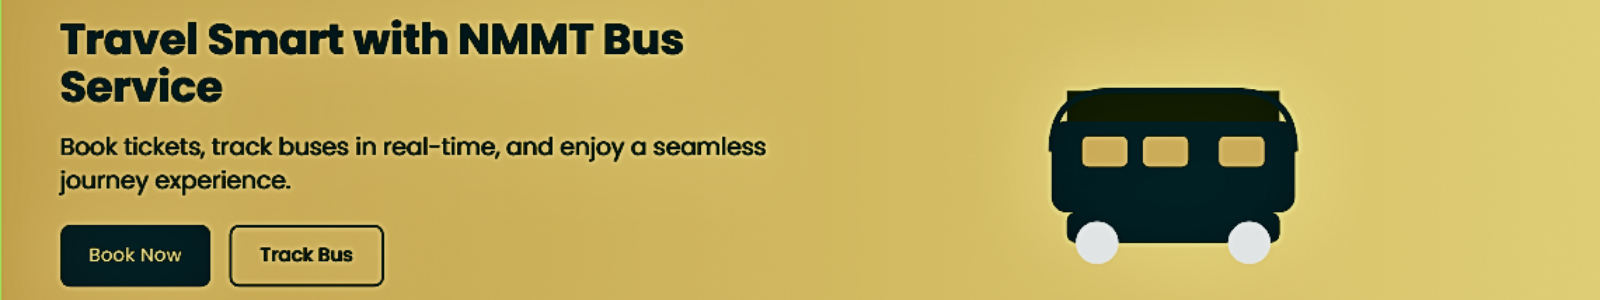 Travel Smart with NMMT Bus
Service
Book tickets, track buses in real-time, and enjoy a seamless
journey experience.
Book Now
Track Bus